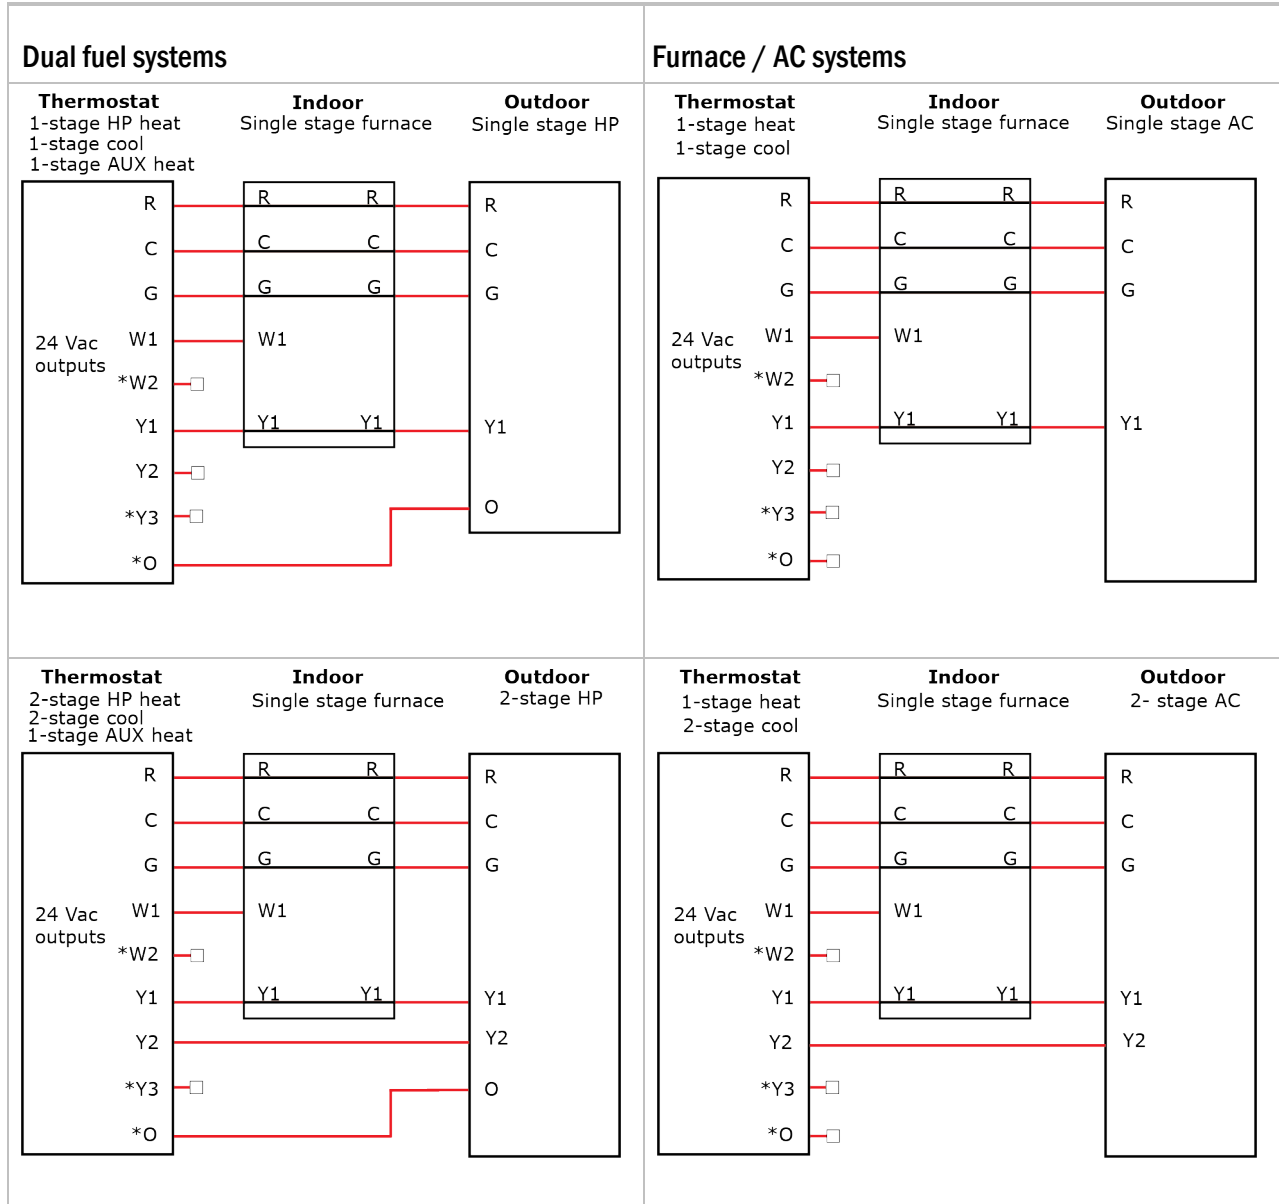 Dual fuel systems
Furnace / AC systems
Thermostat
1-stage HP heat
1-stage cool
1-stage AUX heat
Indoor
Single stage furnace
Outdoor
Single stage HP
R R R R
C C C C
G G G G
24 Vac
outputs
W1 W1
*W2
Y1 Y1 Y1 Y1
Y2
*Y3
*O O
Thermostat
1-stage heat
1-stage cool
Indoor
Single stage furnace
Outdoor
Single stage AC
R R R R
C C C C
G G G G
24 Vac
outputs
W1 W1
*W2
Y1 Y1 Y1 Y1
Y2
*Y3
*O
Thermostat
2-stage HP heat
2-stage cool
1-stage AUX heat
Indoor
Single stage furnace
Outdoor
2-stage HP
R R R R
C C C C
G G G G
24 Vac
outputs
W1 W1
*W2
Y1 Y1 Y1 Y1
Y2 Y2
*Y3
*O O
Thermostat
1-stage heat
2-stage cool
Indoor
Single stage furnace
Outdoor
2- stage AC
R R R R
C C C C
G G G G
24 Vac
outputs
W1 W1
*W2
Y1 Y1 Y1 Y1
Y2 Y2
*Y3
*O